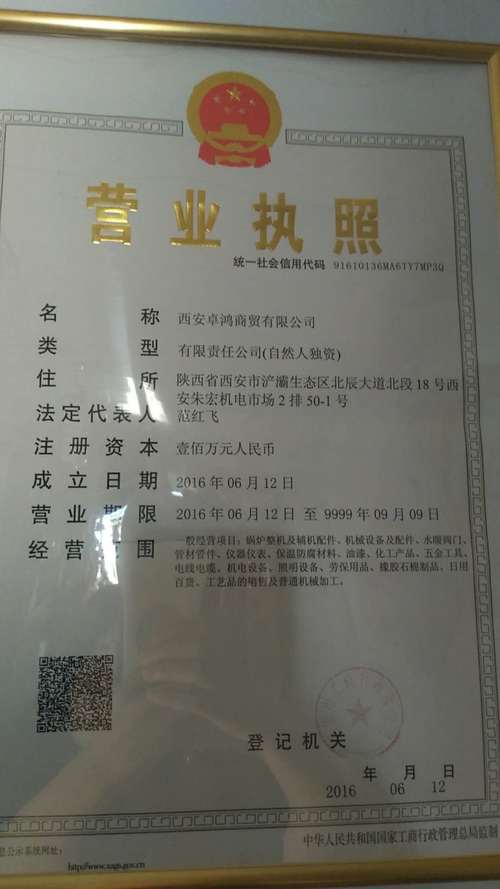 营业执照
统一社会信用代码 91610136MA6TY7MP3Q
名称 西安卓鸿商贸有限公司
类型 有限责任公司(自然人独资)
住所 陕西省西安市浐灞生态区北辰大道北段18号西
安朱宏机电市场2排50-1号
法定代表人 范红飞
注册资本 壹佰万元人民币
成立日期 2016年06月12日
营业期限 2016年06月12日至9999年09月09日
经营范围 一般经营项目：锅炉整机及辅机配件、机械设备及配件、水暖阀门、
管材管件、仪器仪表、保温防腐材料、油漆、化工产品、五金工具、
电线电缆、机电设备、照明设备、劳保用品、橡胶石棉制品、日用
百货、工艺品的销售及普通机械加工。
登记机关
年 月 日
2016 06 12
息公示系统网址：
http://www.xags.gov.cn
中华人民共和国国家工商行政管理总局监制